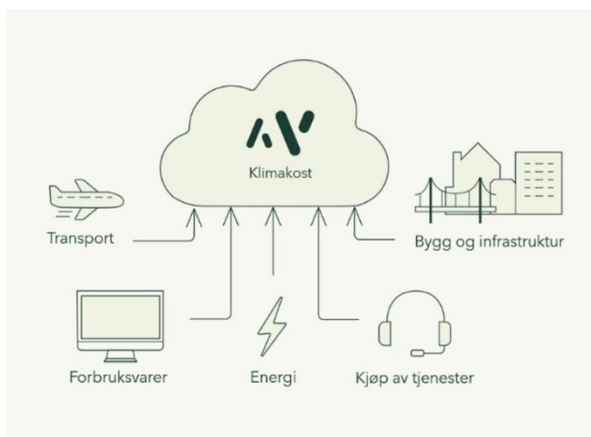 Klimakost
Transport
Bygg og infrastruktur
Forbruksvarer
Energi
Kjøp av tjenester